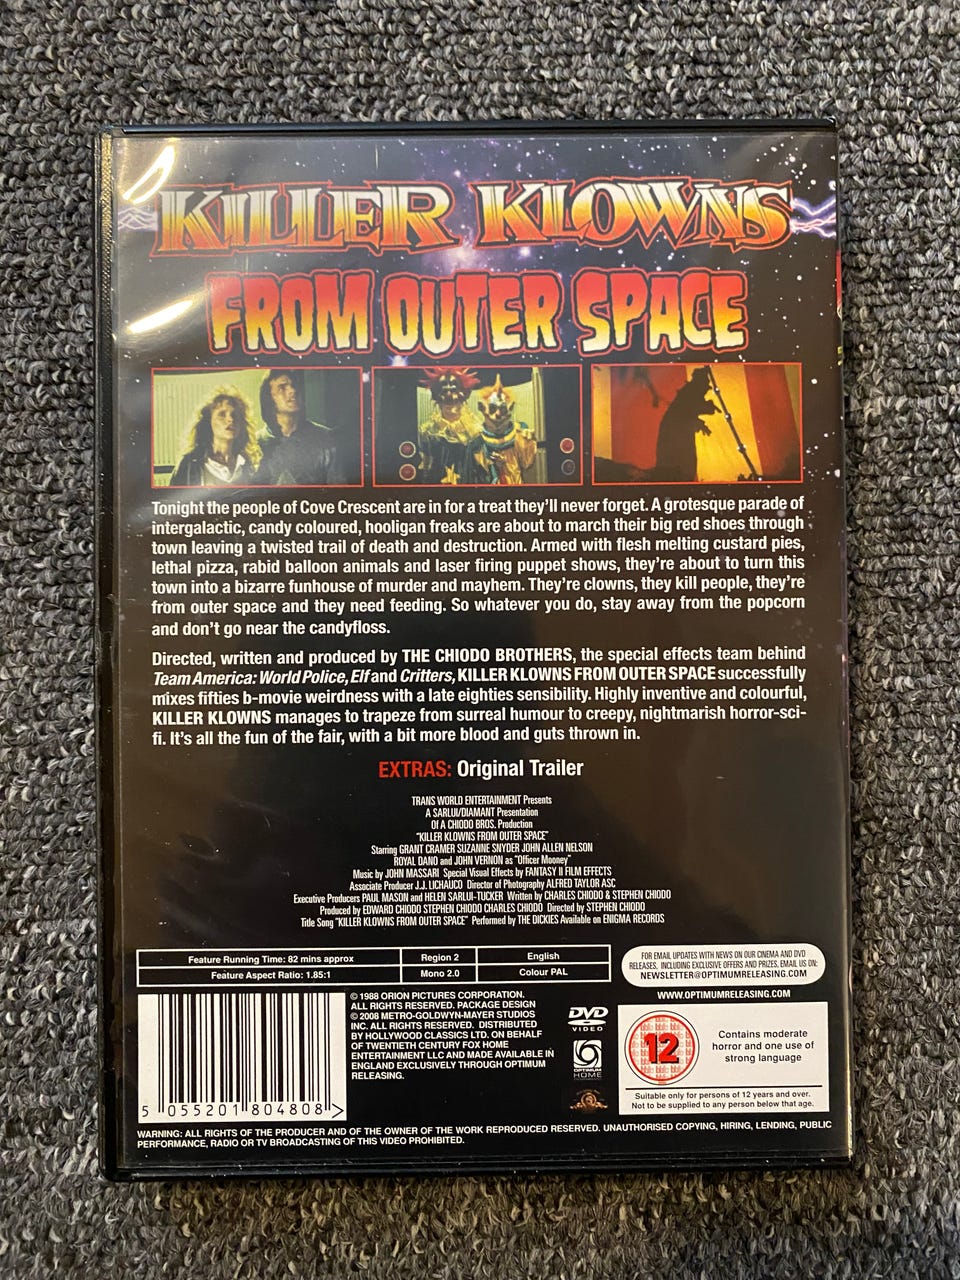 KILLER KLOWNS
FROM OUTER SPACE
Tonight the people of Cove Crescent are in for a treat they'll never forget. A grotesque parade of
intergalactic, candy coloured, hooligan freaks are about to march their big red shoes through
town leaving a twisted trail of death and destruction. Armed with flesh melting custard pies,
lethal pizza, rabid balloon animals and laser firing puppet shows, they're about to turn this
town into a bizarre funhouse of murder and mayhem. They're clowns, they kill people, they're
from outer space and they need feeding. So whatever you do, stay away from the popcorn
and don't go near the candyfloss.
Directed, written and produced by THE CHIODO BROTHERS, the special effects team behind
Team America: World Police, Elf and Critters, KILLER KLOWNS FROM OUTER SPACE successfully
mixes fifties b-movie weirdness with a late eighties sensibility. Highly inventive and colourful,
KILLER KLOWNS manages to trapeze from surreal humour to creepy, nightmarish horror-sci-
fi. It's all the fun of the fair, with a bit more blood and guts thrown in.
EXTRAS: Original Trailer
TRANS WORLD ENTERTAINMENT Presents
A SARLUI/DIAMANT Presentation
Of A CHIODO BROS. Production
"KILLER KLOWNS FROM OUTER SPACE"
Starring GRANT CRAMER SUZANNE SNYDER JOHN ALLEN NELSON
ROYAL DANO and JOHN VERNON as "Officer Mooney"
Music by JOHN MASSARI Special Visual Effects by FANTASY II FILM EFFECTS
Associate Producer J.J. LICHAUCO Director of Photography ALFRED TAYLOR ASC
Executive Producers PAUL MASON and HELEN SARLUI-TUCKER Written by CHARLES CHIODO & STEPHEN CHIODO
Produced by EDWARD CHIODO STEPHEN CHIODO CHARLES CHIODO Directed by STEPHEN CHIODO
Title Song "KILLER KLOWNS FROM OUTER SPACE" Performed by THE DICKIES Available on ENIGMA RECORDS
Feature Running Time: 82 mins approx Region 2 English
Feature Aspect Ratio: 1.85:1 Mono 2.0 Colour PAL
FOR EMAIL UPDATES WITH NEWS ON OUR CINEMA AND DVD
RELEASES, INCLUDING EXCLUSIVE OFFERS AND PRIZES, EMAIL US ON:
NEWSLETTER@OPTIMUMRELEASING.COM
WWW.OPTIMUMRELEASING.COM
© 1988 ORION PICTURES CORPORATION.
ALL RIGHTS RESERVED. PACKAGE DESIGN
© 2008 METRO-GOLDWYN-MAYER STUDIOS
INC. ALL RIGHTS RESERVED. DISTRIBUTED
BY HOLLYWOOD CLASSICS LTD. ON BEHALF
OF TWENTIETH CENTURY FOX HOME
ENTERTAINMENT LLC AND MADE AVAILABLE IN
ENGLAND EXCLUSIVELY THROUGH OPTIMUM
RELEASING.
5 055201 804808 >
DVD
VIDEO
OPTIMUM
HOME
12
Contains moderate
horror and one use of
strong language
Suitable only for persons of 12 years and over.
Not to be supplied to any person below that age.
WARNING: ALL RIGHTS OF THE PRODUCER AND OF THE OWNER OF THE WORK REPRODUCED RESERVED. UNAUTHORISED COPYING, HIRING, LENDING, PUBLIC
PERFORMANCE, RADIO OR TV BROADCASTING OF THIS VIDEO PROHIBITED.